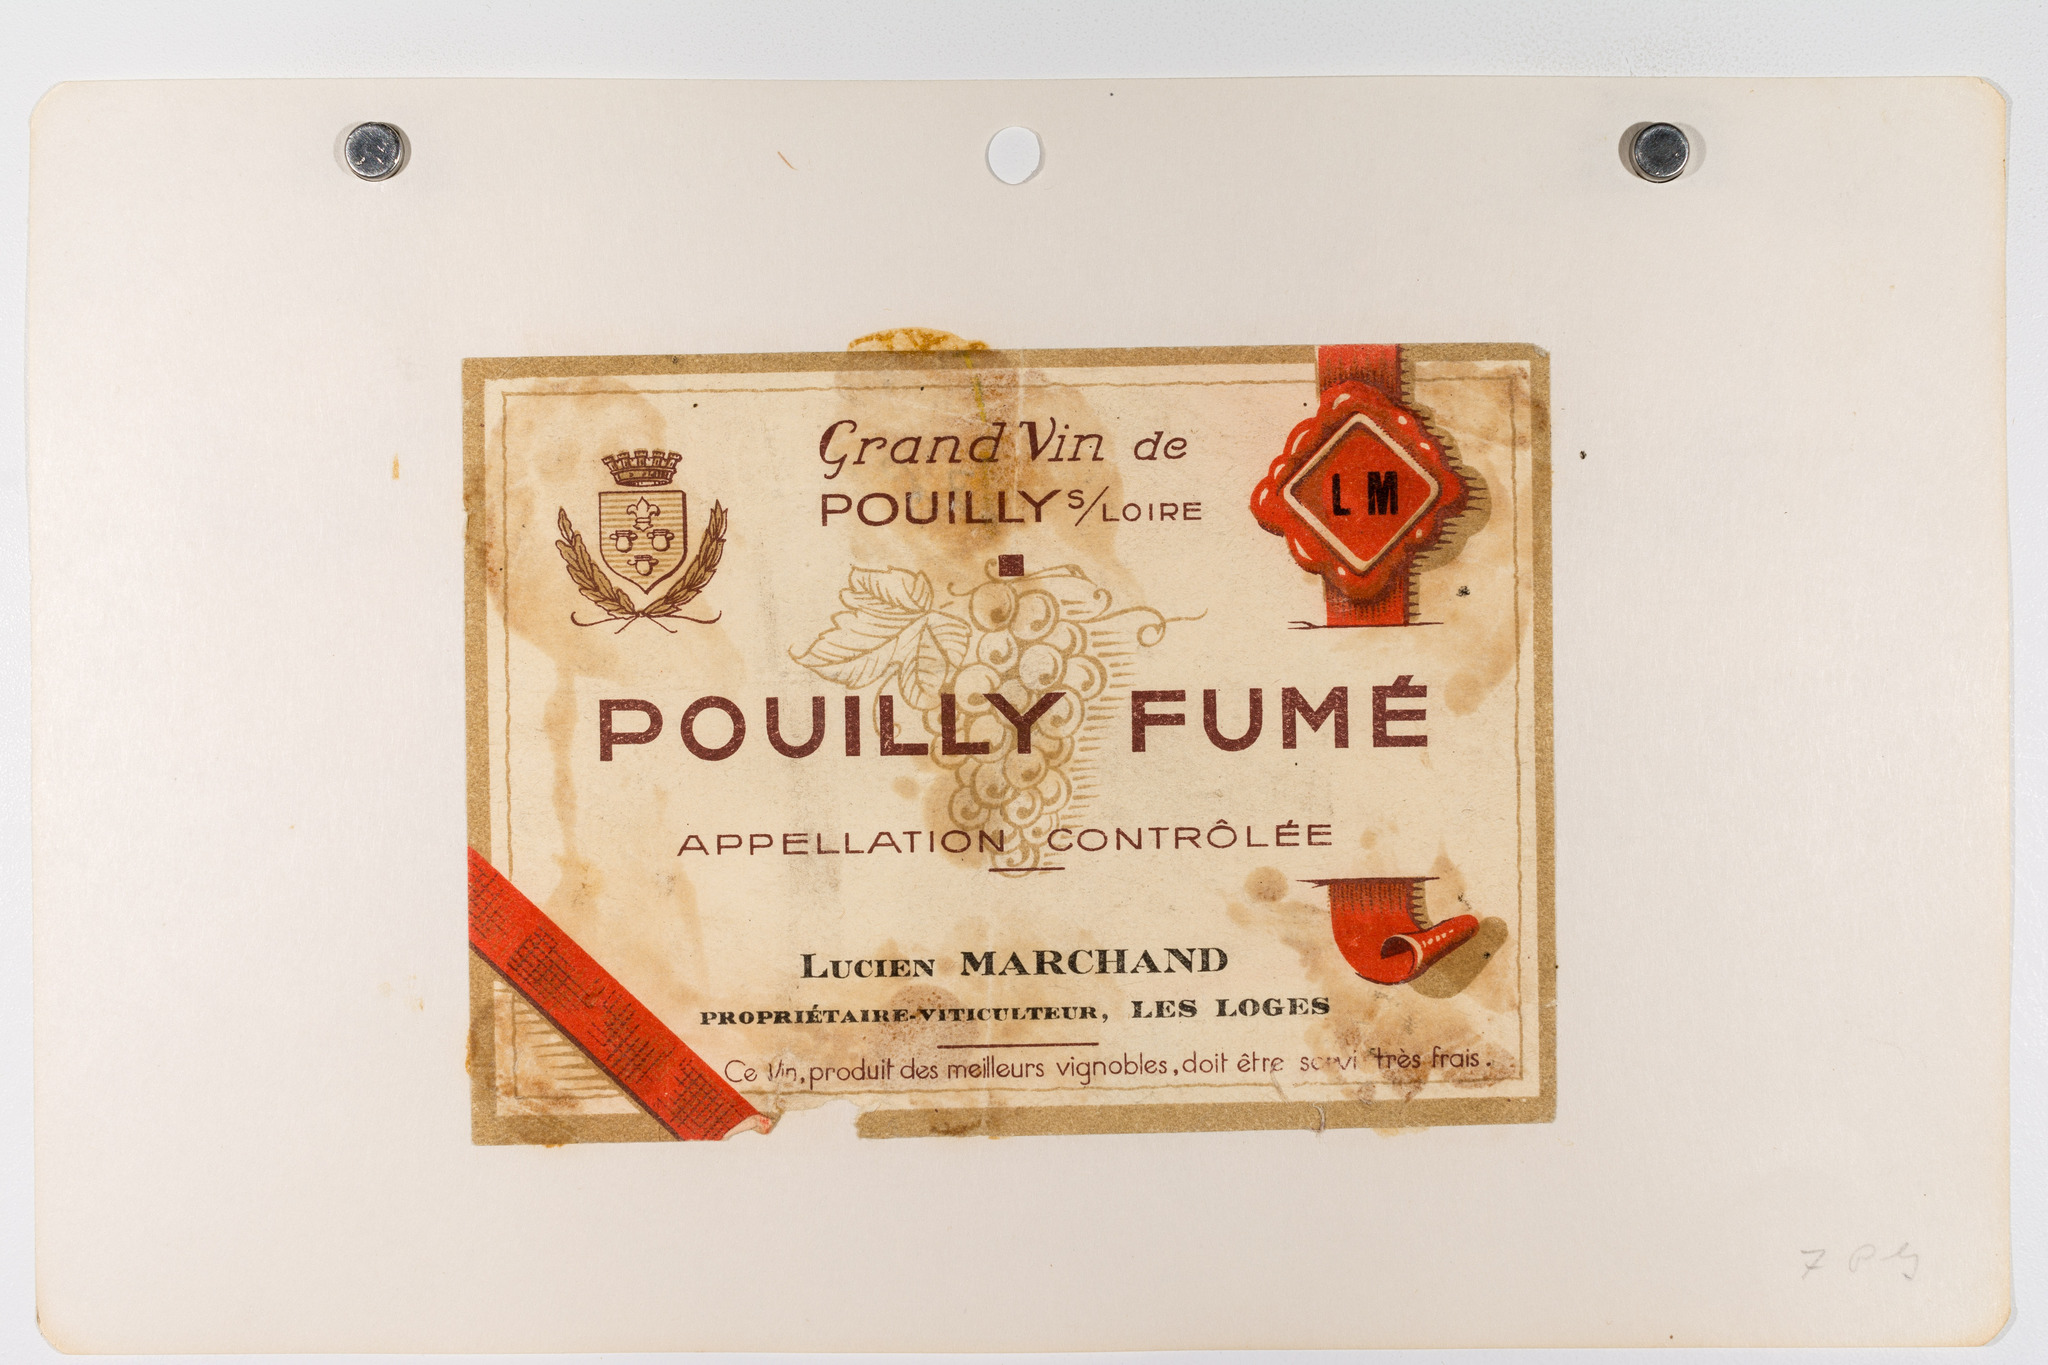 Grand Vin de
POUILLY S/LOIRE
L M
POUILLY FUMÉ
APPELLATION CONTRÔLÉE
LUCIEN MARCHAND
PROPRIÉTAIRE-VITICULTEUR, LES LOGES
Ce Vin, produit des meilleurs vignobles, doit être servi très frais.
7